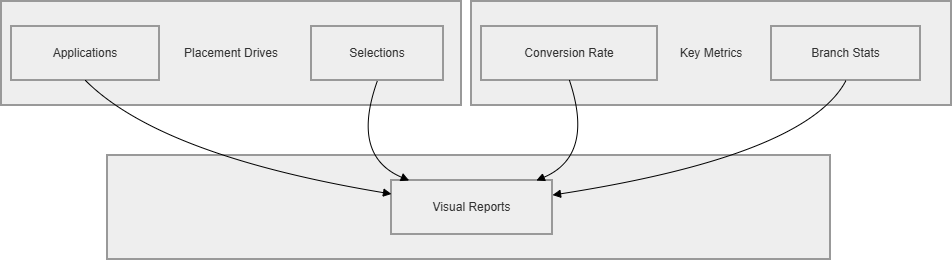 Applications
Placement Drives
Selections
Conversion Rate
Key Metrics
Branch Stats
Visual Reports